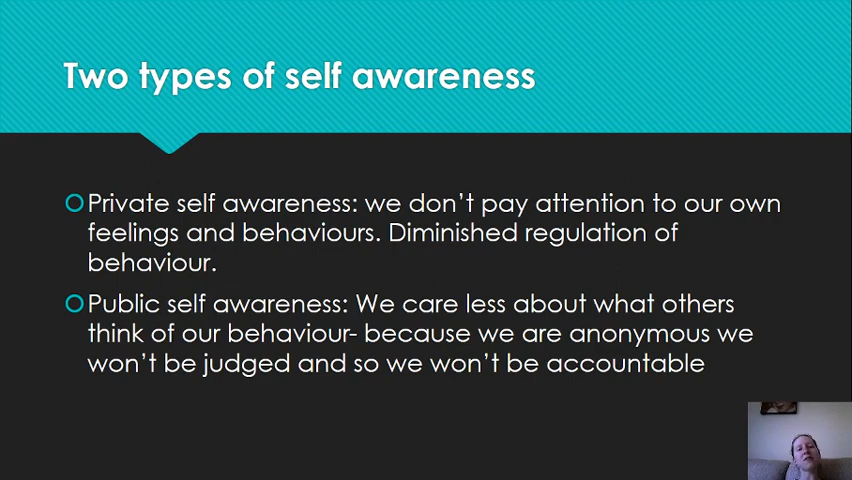 Two types of self awareness
Private self awareness: we don't pay attention to our own
feelings and behaviours. Diminished regulation of
behaviour.
Public self awareness: We care less about what others
think of our behaviour- because we are anonymous we
won't be judged and so we won't be accountable